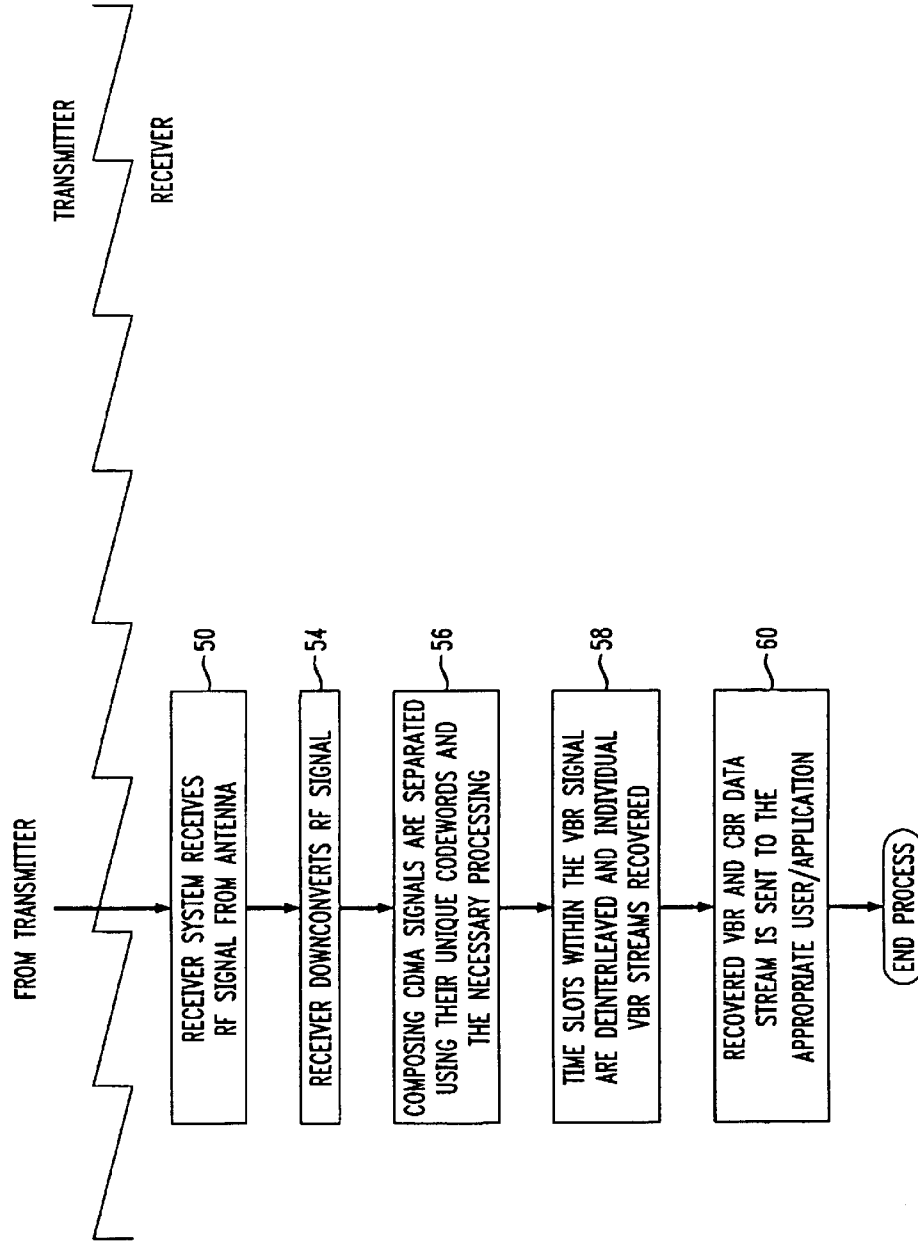 FROM TRANSMITTER
TRANSMITTER
RECEIVER
RECEIVER SYSTEM RECEIVES
RF SIGNAL FROM ANTENNA
50
RECEIVER DOWNCONVERTS RF SIGNAL
54
COMPOSING CDMA SIGNALS ARE SEPARATED
USING THEIR UNIQUE CODEWORDS AND
THE NECESSARY PROCESSING
56
TIME SLOTS WITHIN THE VBR SIGNAL
ARE DEINTERLEAVED AND INDIVIDUAL
VBR STREAMS RECOVERED
58
RECOVERED VBR AND CBR DATA
STREAM IS SENT TO THE
APPROPRIATE USER/APPLICATION
60
END PROCESS